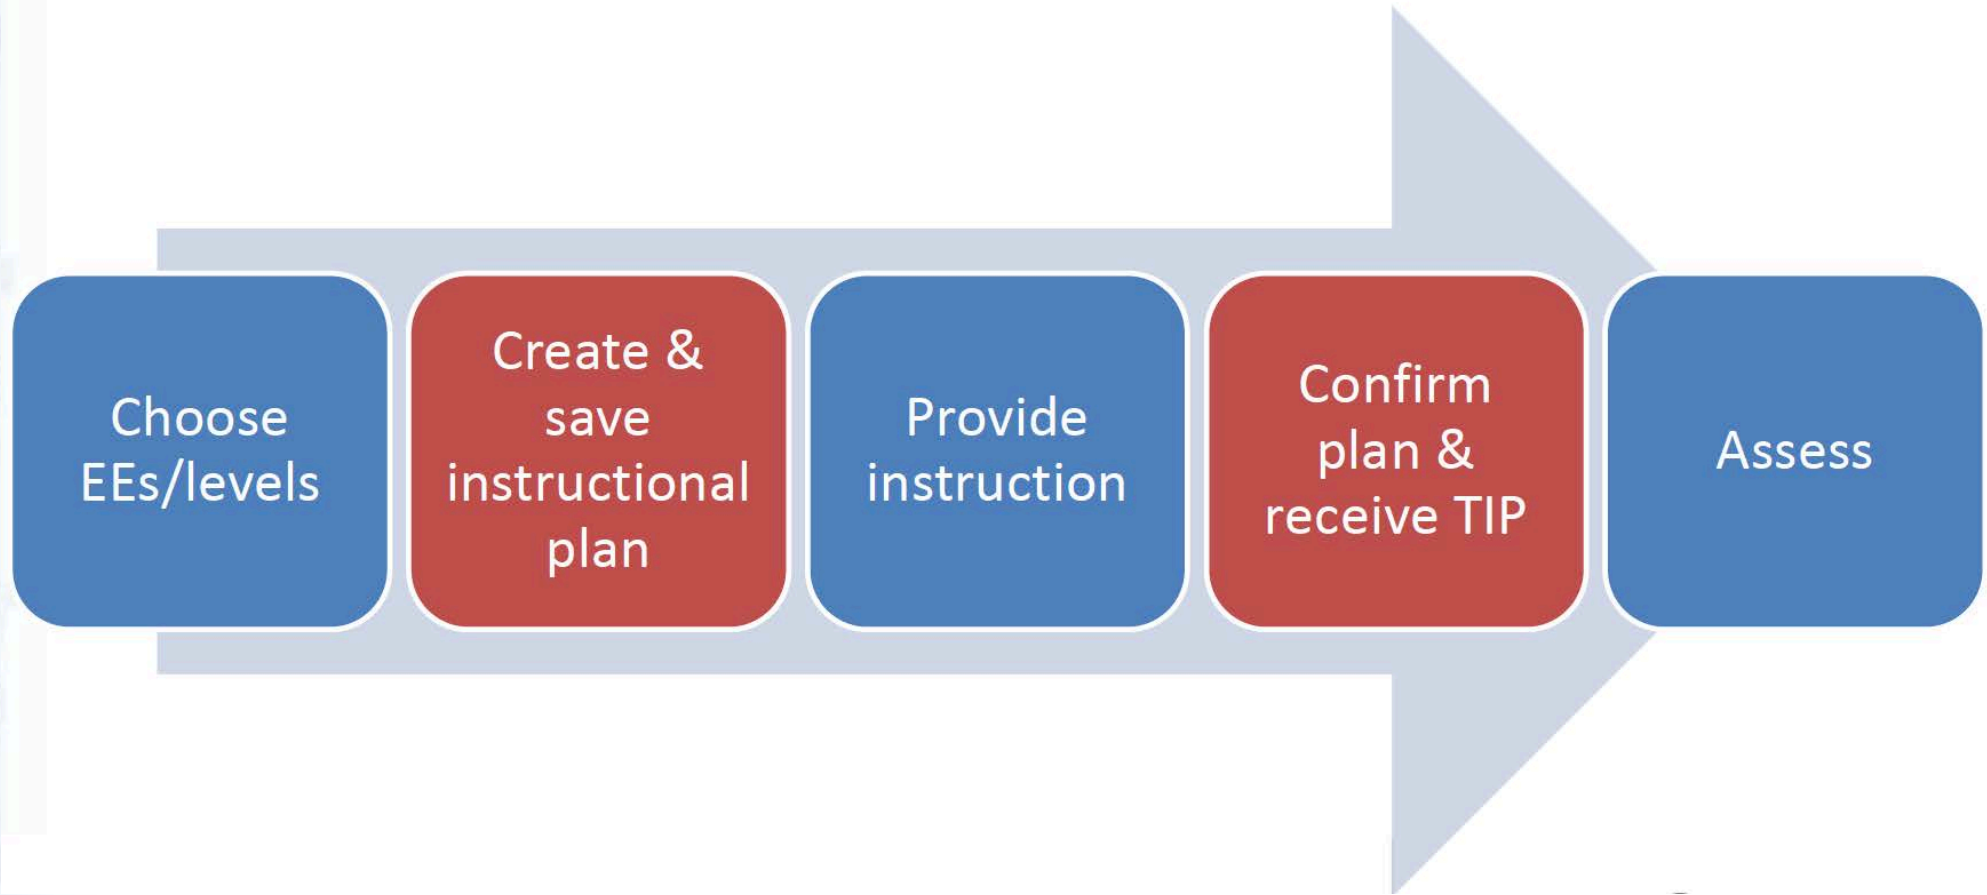 Choose
EEs/levels
Create &
save
instructional
plan
Provide
instruction
Confirm
plan &
receive TIP
Assess